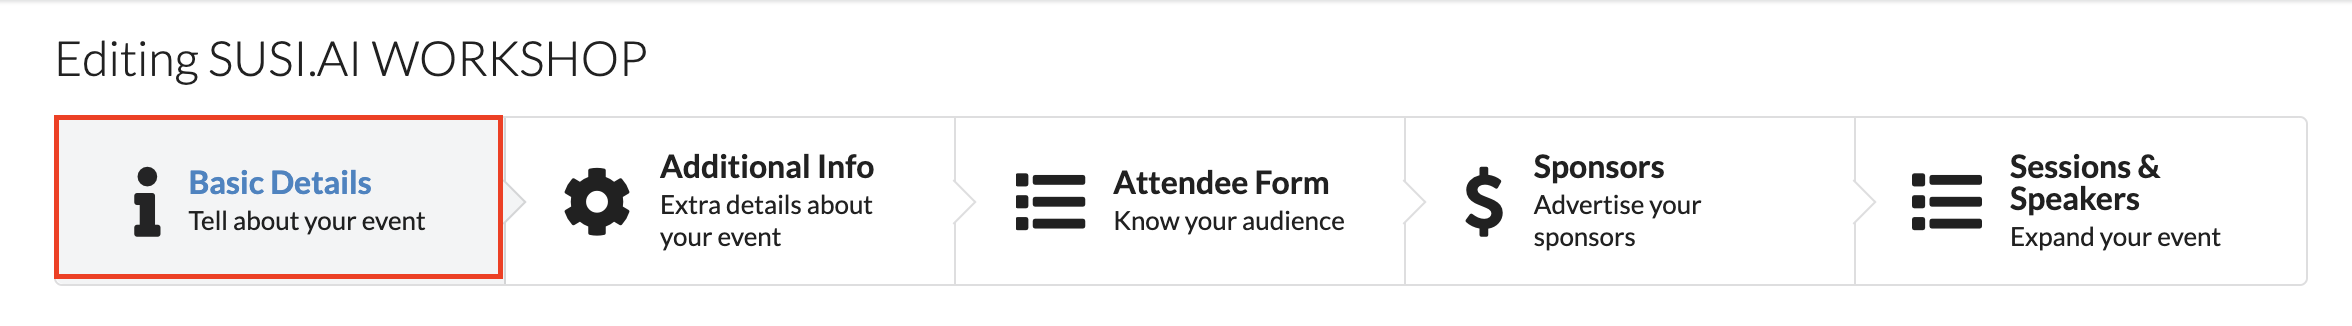 Editing SUSI.AI WORKSHOP
Basic Details
Tell about your event
Additional Info
Extra details about
your event
Attendee Form
Know your audience
Sponsors
Advertise your
sponsors
Sessions &
Speakers
Expand your event